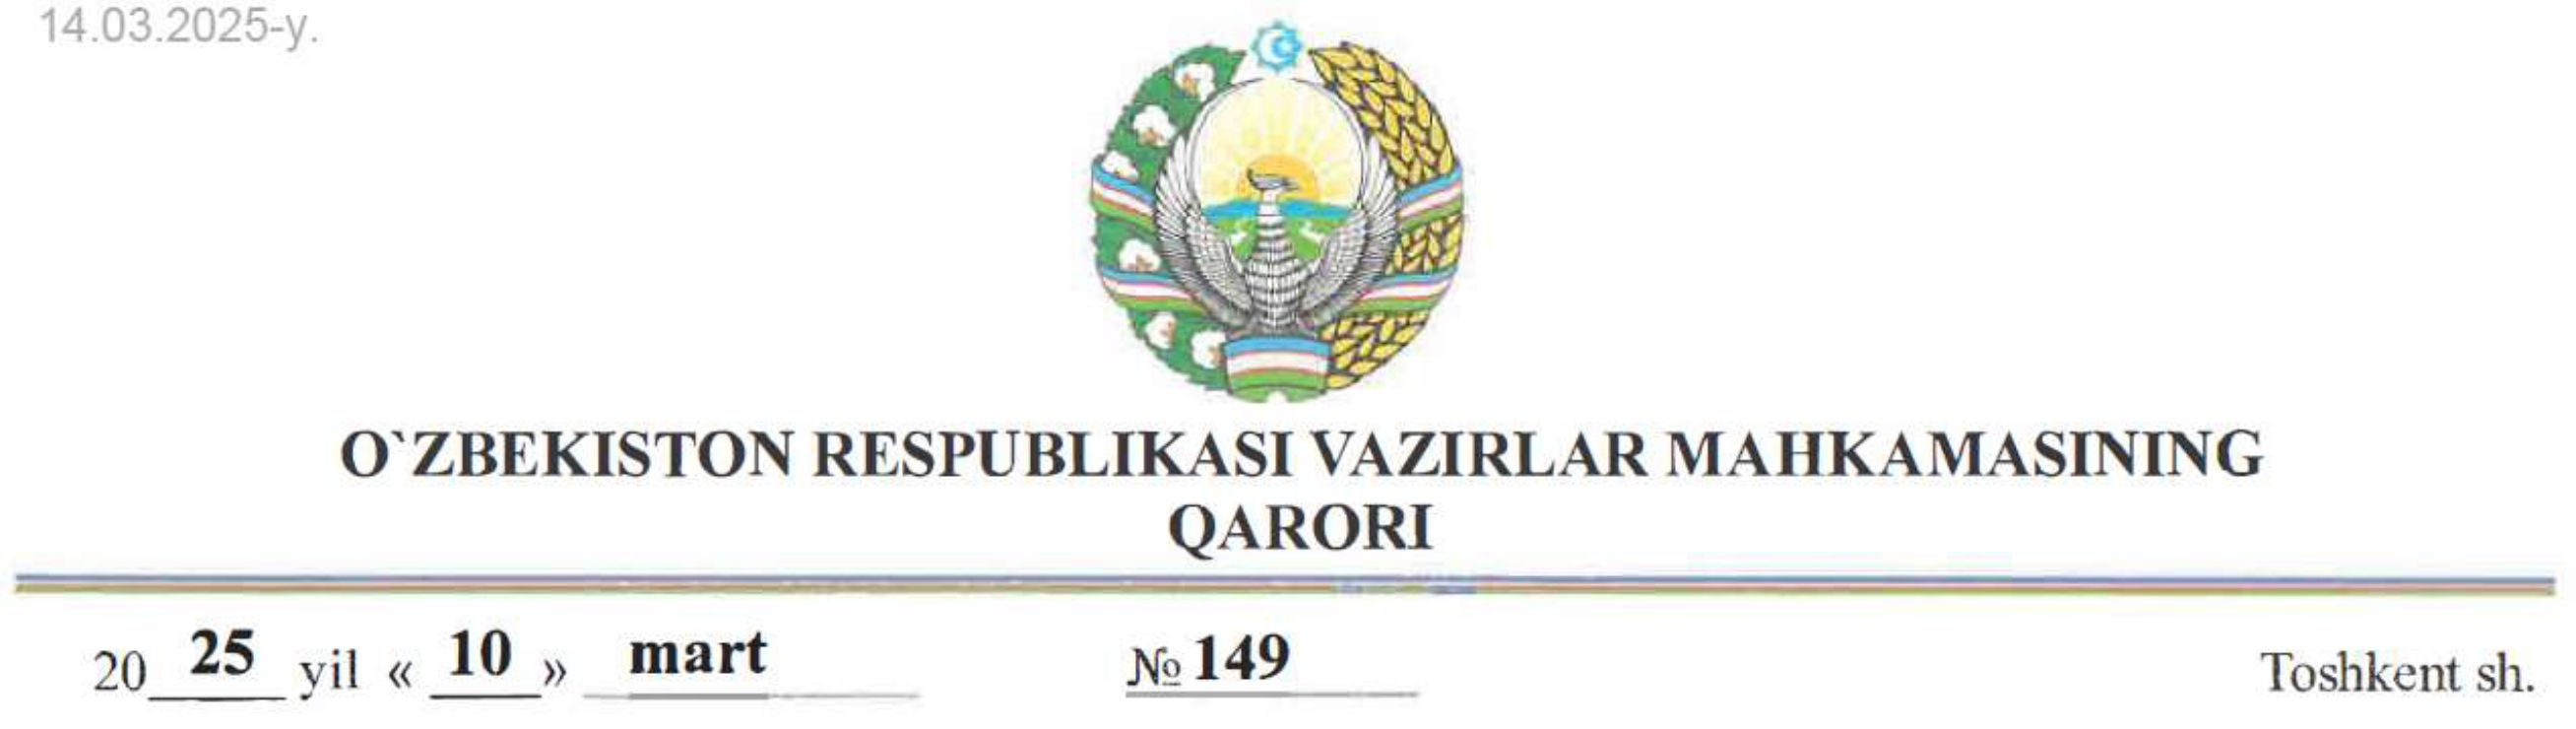 14.03.2025-y.
O`ZBEKISTON RESPUBLIKASI VAZIRLAR MAHKAMASINING
QARORI
20 25 yil « 10 » mart № 149 Toshkent sh.